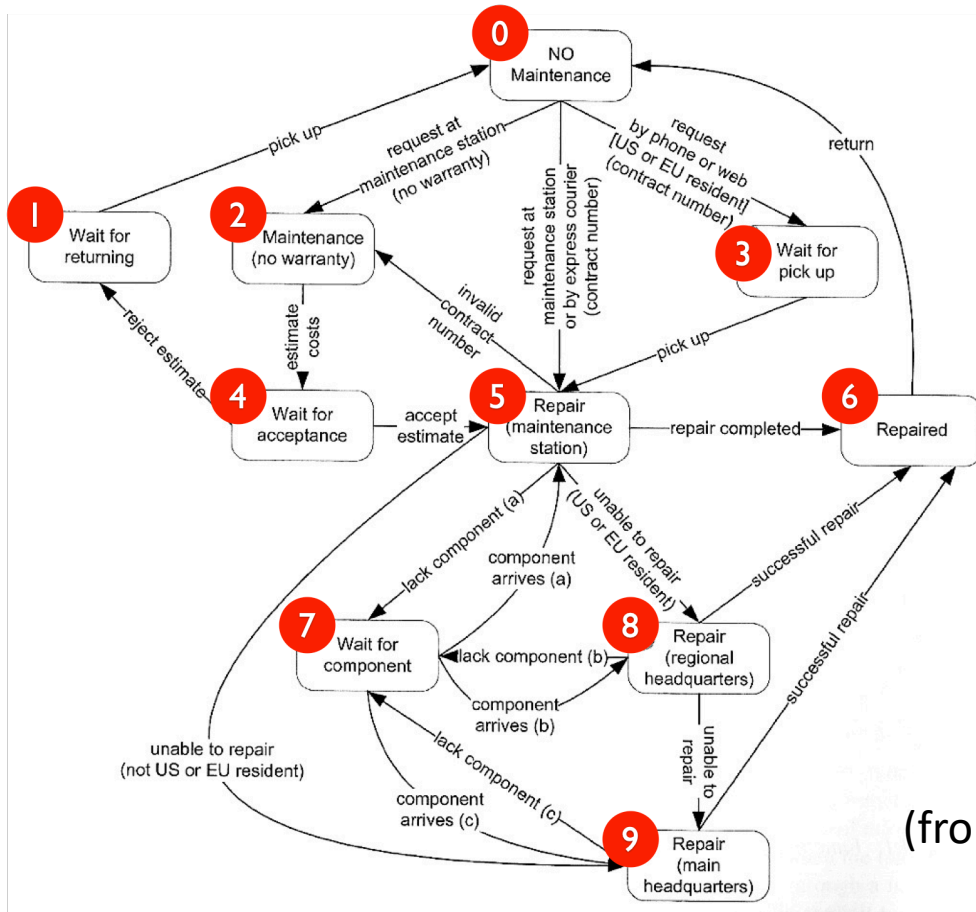 0
NO
Maintenance
pick up
request at
maintenance station
(no warranty)
request
by phone or web
[US or EU resident]
(contract number)
return
1
Wait for
returning
2
Maintenance
(no warranty)
request at
maintenance station
or by express courier
(contract number)
3
Wait for
pick up
reject estimate
estimate
costs
invalid
contract
number
pick up
4
Wait for
acceptance
accept
estimate
5
Repair
(maintenance
station)
repair completed
6
Repaired
lack component (a)
component
arrives (a)
unable to repair
(US or EU resident)
successful repair
successful repair
7
Wait for
component
lack component (b)
component
arrives (b)
8
Repair
(regional
headquarters)
unable to repair
(not US or EU resident)
lack component (c)
component
arrives (c)
unable to
repair
9
Repair
(main
headquarters)
(fro